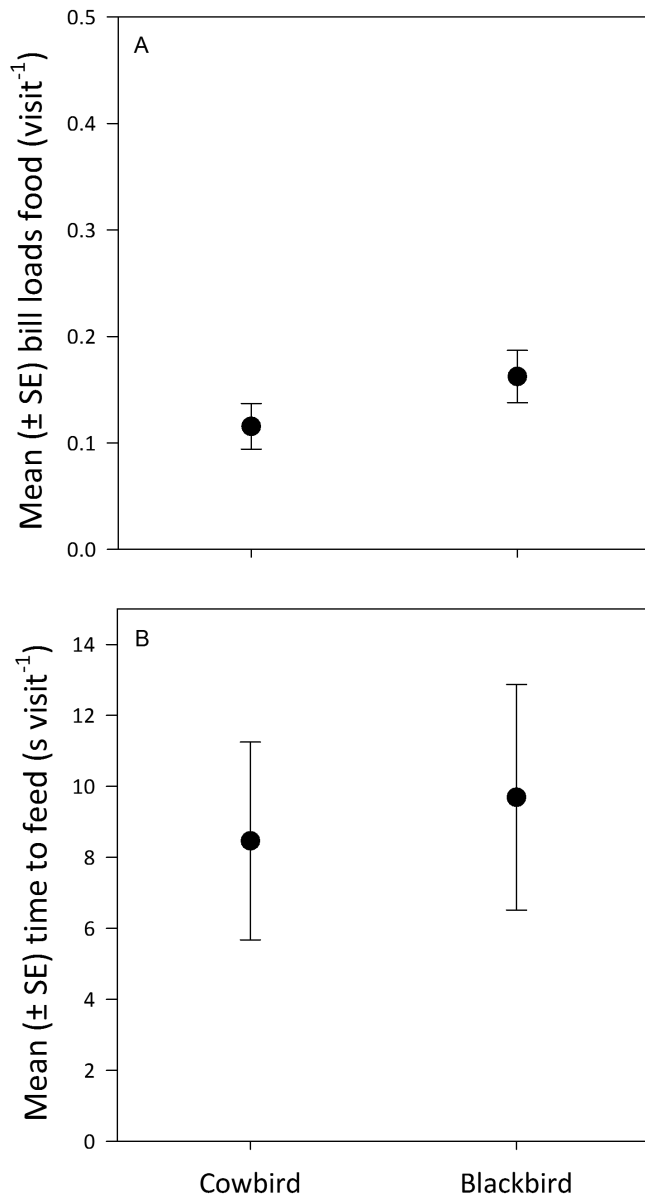 A
Mean (± SE) bill loads food (visit⁻¹)
0.5
0.4
0.3
0.2
0.1
0.0
B
Mean (± SE) time to feed (s visit⁻¹)
14
12
10
8
6
4
2
0
Cowbird Blackbird